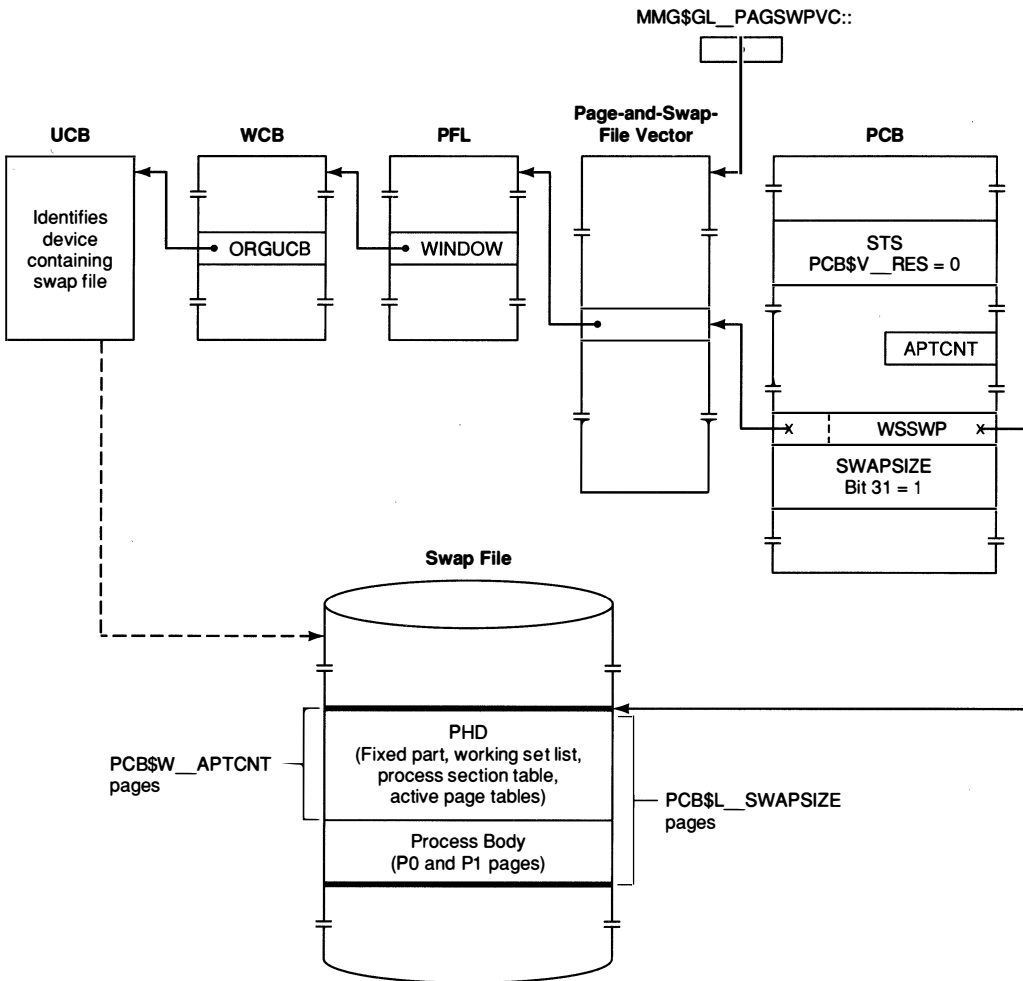 MMG$GL__PAGSWPVC::
Page-and-Swap-
File Vector
UCB
WCB
PFL
PCB
Identifies
device
containing
swap file
ORGUCB
WINDOW
STS
PCB$V__RES = 0
APTCNT
x
WSSWP
x
SWAPSIZE
Bit 31 = 1
Swap File
PHD
(Fixed part, working set list,
process section table,
active page tables)
PCB$W__APTCNT
pages
PCB$L__SWAPSIZE
pages
Process Body
(P0 and P1 pages)